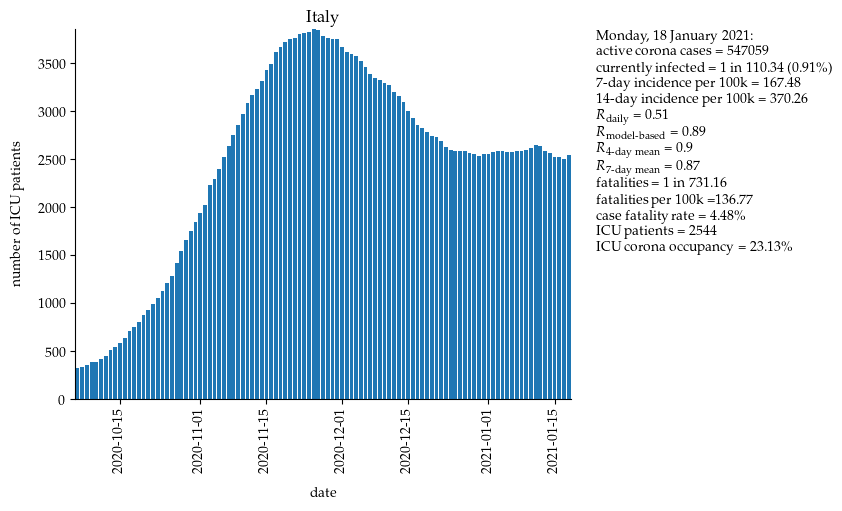 Italy
3500
3000
2500
2000
1500
1000
500
0
number of ICU patients
2020-10-15
2020-11-01
2020-11-15
2020-12-01
2020-12-15
2021-01-01
2021-01-15
date
Monday, 18 January 2021:
active corona cases = 547059
currently infected = 1 in 110.34 (0.91%)
7-day incidence per 100k = 167.48
14-day incidence per 100k = 370.26
R daily = 0.51
R model-based = 0.89
R 4-day mean = 0.9
R 7-day mean = 0.87
fatalities = 1 in 731.16
fatalities per 100k =136.77
case fatality rate = 4.48%
ICU patients = 2544
ICU corona occupancy = 23.13%